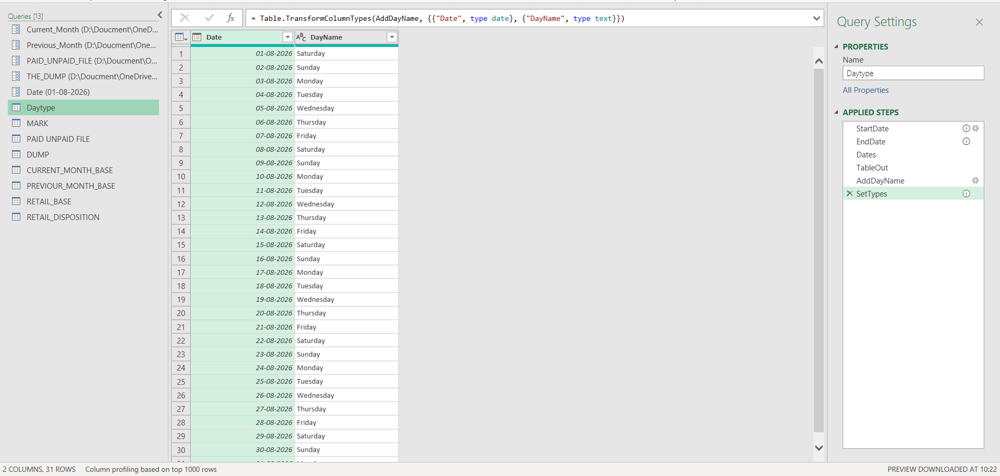 Queries [13]
Current_Month (D:\Doucment\OneD...
Previous_Month (D:\Doucment\One...
PAID_UNPAID_FILE (D:\Doucment\O...
THE_DUMP (D:\Doucment\OneDrive...
Date (01-08-2026)
Daytype
MARK
PAID UNPAID FILE
DUMP
CURRENT_MONTH_BASE
PREVIOUR_MONTH_BASE
RETAIL_BASE
RETAIL_DISPOSITION
fx = Table.TransformColumnTypes(AddDayName, {{"Date", type date}, {"DayName", type text}})
Date ABC DayName
1 01-08-2026 Saturday
2 02-08-2026 Sunday
3 03-08-2026 Monday
4 04-08-2026 Tuesday
5 05-08-2026 Wednesday
6 06-08-2026 Thursday
7 07-08-2026 Friday
8 08-08-2026 Saturday
9 09-08-2026 Sunday
10 10-08-2026 Monday
11 11-08-2026 Tuesday
12 12-08-2026 Wednesday
13 13-08-2026 Thursday
14 14-08-2026 Friday
15 15-08-2026 Saturday
16 16-08-2026 Sunday
17 17-08-2026 Monday
18 18-08-2026 Tuesday
19 19-08-2026 Wednesday
20 20-08-2026 Thursday
21 21-08-2026 Friday
22 22-08-2026 Saturday
23 23-08-2026 Sunday
24 24-08-2026 Monday
25 25-08-2026 Tuesday
26 26-08-2026 Wednesday
27 27-08-2026 Thursday
28 28-08-2026 Friday
29 29-08-2026 Saturday
30 30-08-2026 Sunday
Query Settings
PROPERTIES
Name
Daytype
All Properties
APPLIED STEPS
StartDate
EndDate
Dates
TableOut
AddDayName
SetTypes
2 COLUMNS, 31 ROWS Column profiling based on top 1000 rows
PREVIEW DOWNLOADED AT 10:22